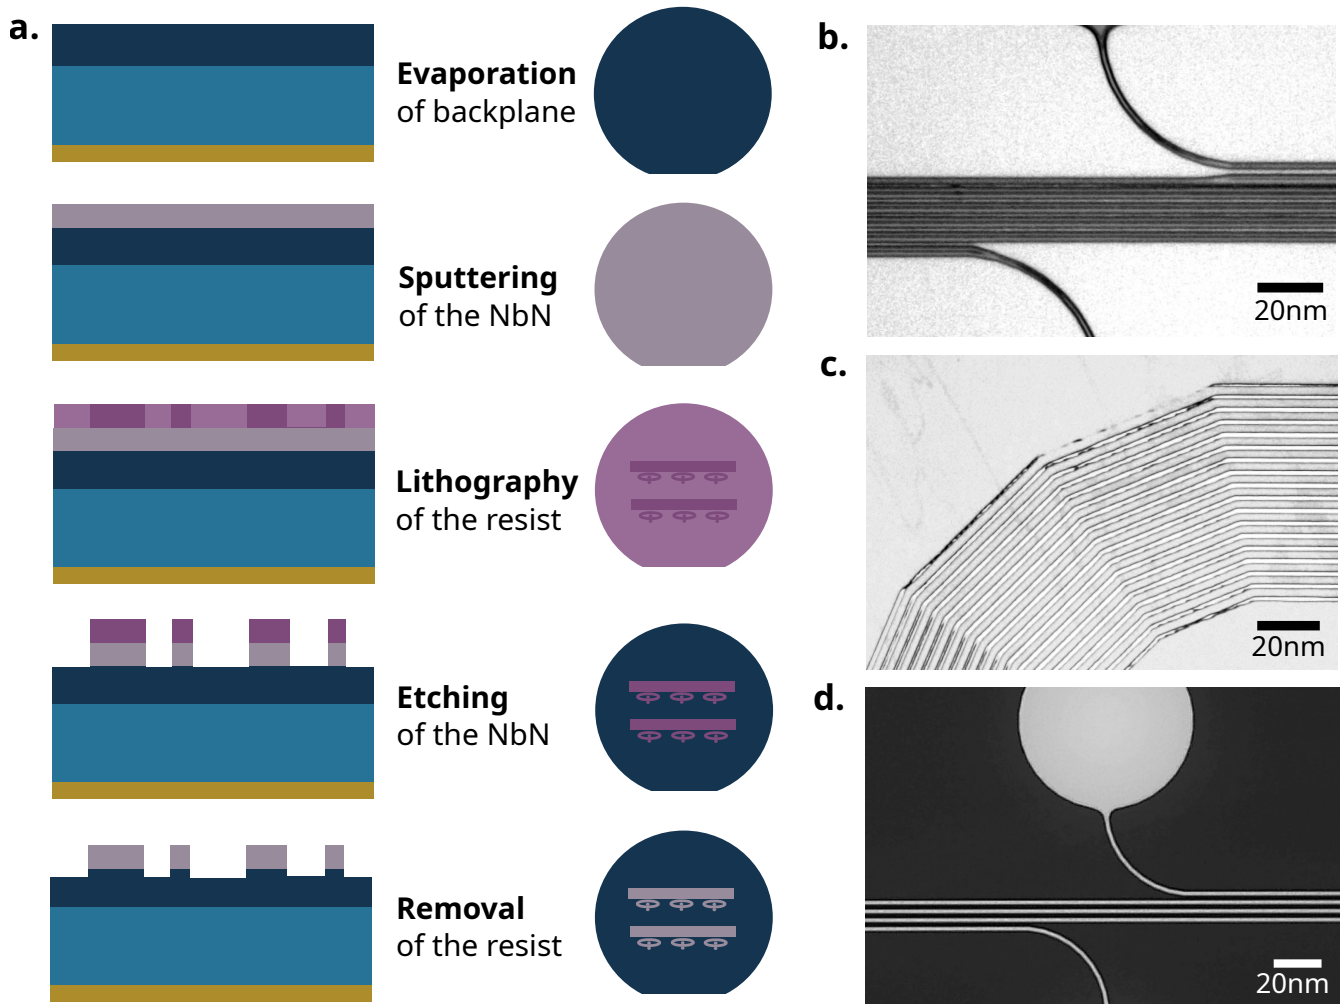 a.
Evaporation
of backplane
Sputtering
of the NbN
Lithography
of the resist
Etching
of the NbN
Removal
of the resist
b.
20nm
c.
20nm
d.
20nm